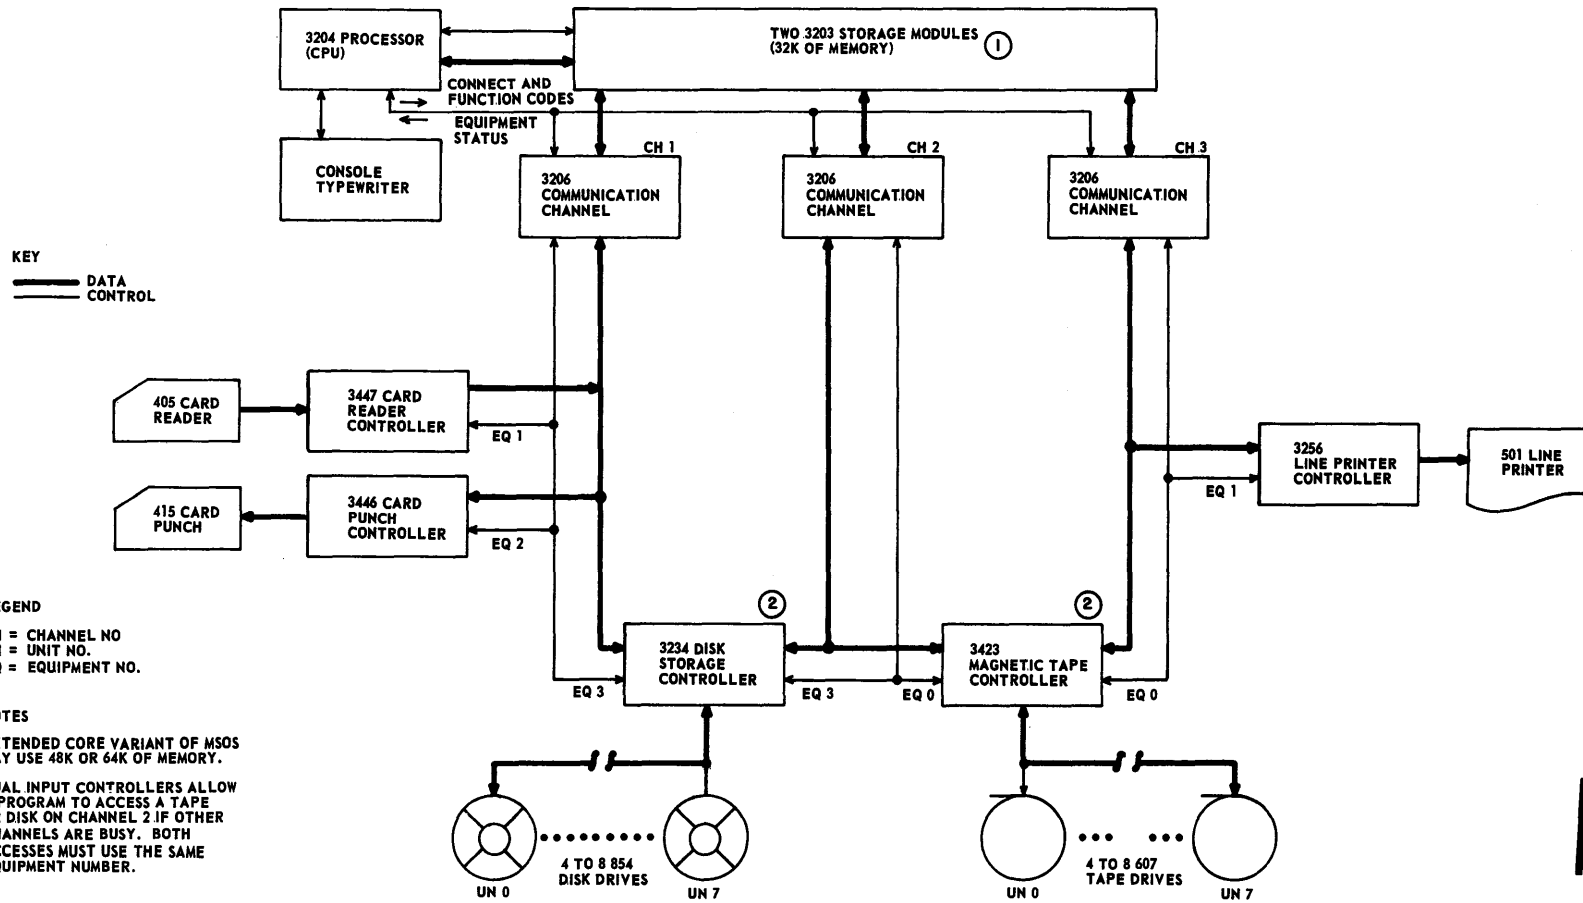 3204 PROCESSOR
(CPU)
TWO 3203 STORAGE MODULES
(32K OF MEMORY)
1
CONNECT AND
FUNCTION CODES
EQUIPMENT
STATUS
CONSOLE
TYPEWRITER
CH 1
3206
COMMUNICATION
CHANNEL
CH 2
3206
COMMUNICATION
CHANNEL
CH 3
3206
COMMUNICATION
CHANNEL
KEY
DATA
CONTROL
405 CARD
READER
3447 CARD
READER
CONTROLLER
EQ 1
415 CARD
PUNCH
3446 CARD
PUNCH
CONTROLLER
EQ 2
3256
LINE PRINTER
CONTROLLER
EQ 1
501 LINE
PRINTER
EGEND
= CHANNEL NO
= UNIT NO.
= EQUIPMENT NO.
2
3234 DISK
STORAGE
CONTROLLER
EQ 3
EQ 3
EQ 0
2
3423
MAGNETIC TAPE
CONTROLLER
EQ 0
OTES
TENDED CORE VARIANT OF MSOS
AY USE 48K OR 64K OF MEMORY.
UAL INPUT CONTROLLERS ALLOW
PROGRAM TO ACCESS A TAPE
R DISK ON CHANNEL 2 IF OTHER
HANNELS ARE BUSY. BOTH
CCESSES MUST USE THE SAME
QUIPMENT NUMBER.
4 TO 8 854
DISK DRIVES
UN 0
UN 7
4 TO 8 607
TAPE DRIVES
UN 0
UN 7